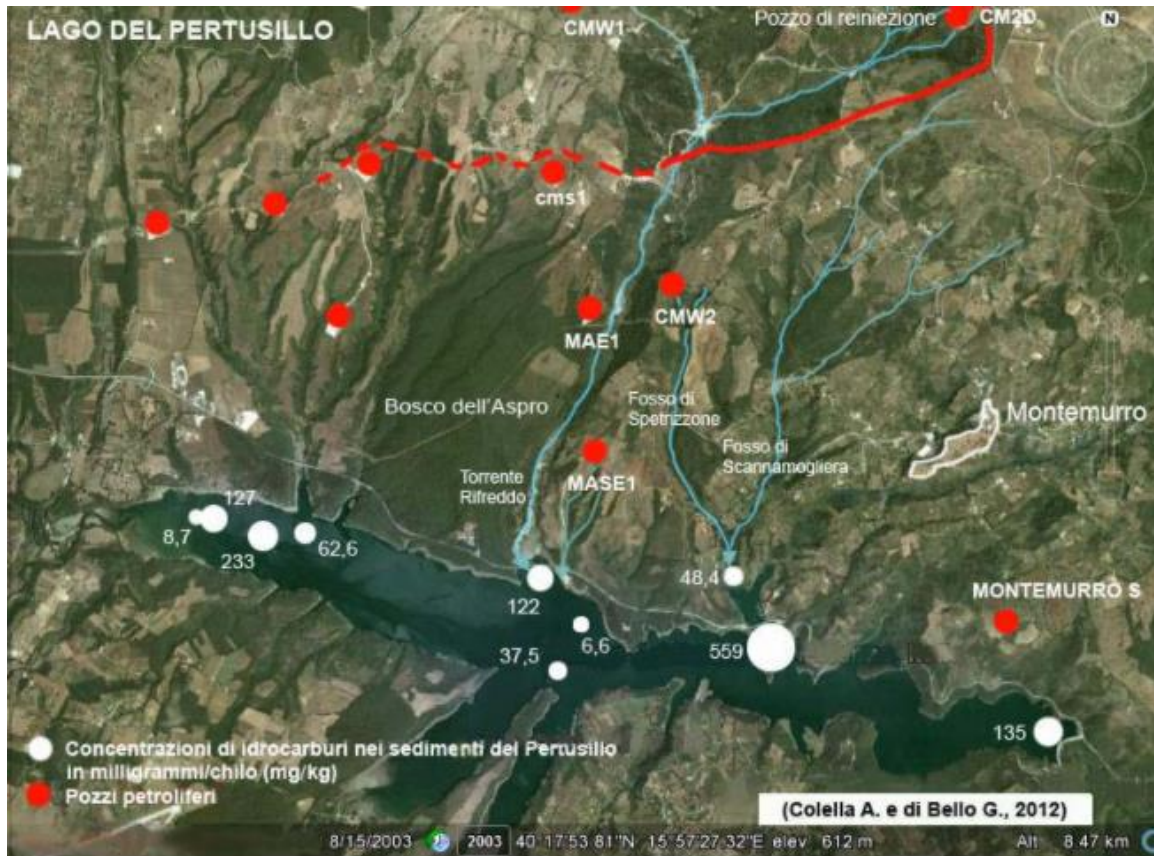 LAGO DEL PERTUSILLO
CMW1
Pozzo di reiniezione
CM2D
N
cms1
MAE1
CMW2
Bosco dell'Aspro
Fosso di
Spetrizzone
Montemurro
Fosso di
Scannamogliera
Torrente
Rifreddo
MASE1
127
8,7
233
62,6
122
48,4
6,6
37,5
559
MONTEMURRO S
135
Concentrazioni di idrocarburi nei sedimenti del Pertusillo
in milligrammi/chilo (mg/kg)
Pozzi petroliferi
(Colella A. e di Bello G., 2012)
8/15/2003 2003 40 17'53 81"N 15°57'27 32"E elev 612 m Alt 8.47 km